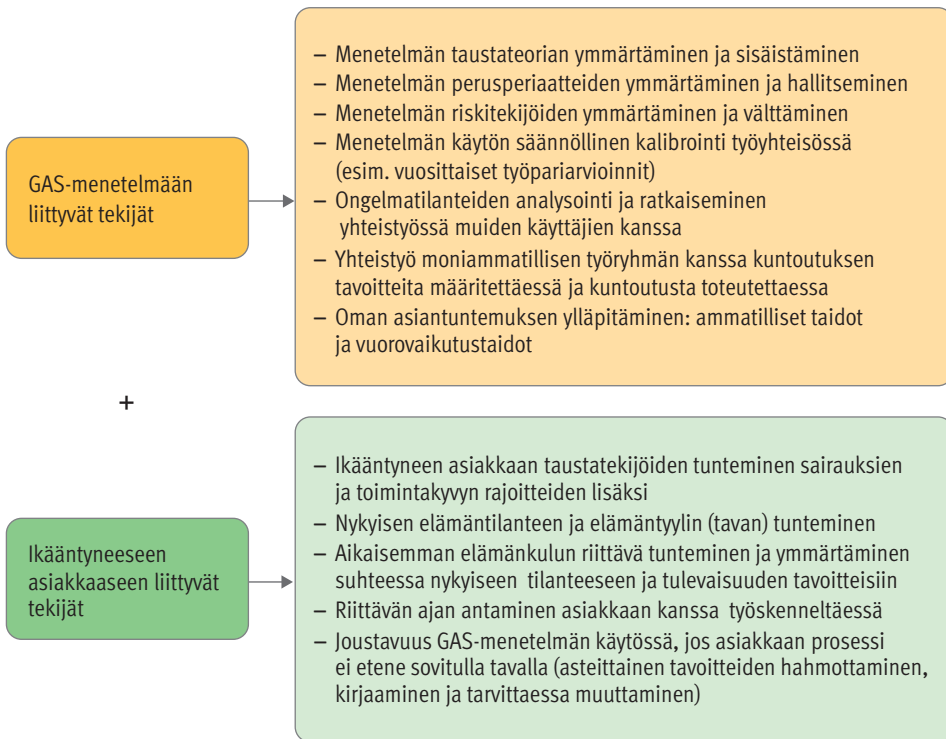 GAS-menetelmään
liittyvät tekijät
– Menetelmän taustateorian ymmärtäminen ja sisäistäminen
– Menetelmän perusperiaatteiden ymmärtäminen ja hallitseminen
– Menetelmän riskitekijöiden ymmärtäminen ja välttäminen
– Menetelmän käytön säännöllinen kalibrointi työyhteisössä
(esim. vuosittaiset työpariarvioinnit)
– Ongelmatilanteiden analysointi ja ratkaiseminen
yhteistyössä muiden käyttäjien kanssa
– Yhteistyö moniammatillisen työryhmän kanssa kuntoutuksen
tavoitteita määritettäessä ja kuntoutusta toteutettaessa
– Oman asiantuntemuksen ylläpitäminen: ammatilliset taidot
ja vuorovaikutustaidot
+
Ikääntyneeseen
asiakkaaseen liittyvät
tekijät
– Ikääntyneen asiakkaan taustatekijöiden tunteminen sairauksien
ja toimintakyvyn rajoitteiden lisäksi
– Nykyisen elämäntilanteen ja elämäntyylin (tavan) tunteminen
– Aikaisemman elämänkulun riittävä tunteminen ja ymmärtäminen
suhteessa nykyiseen tilanteeseen ja tulevaisuuden tavoitteisiin
– Riittävän ajan antaminen asiakkaan kanssa työskenneltäessä
– Joustavuus GAS-menetelmän käytössä, jos asiakkaan prosessi
ei etene sovitulla tavalla (asteittainen tavoitteiden hahmottaminen,
kirjaaminen ja tarvittaessa muuttaminen)